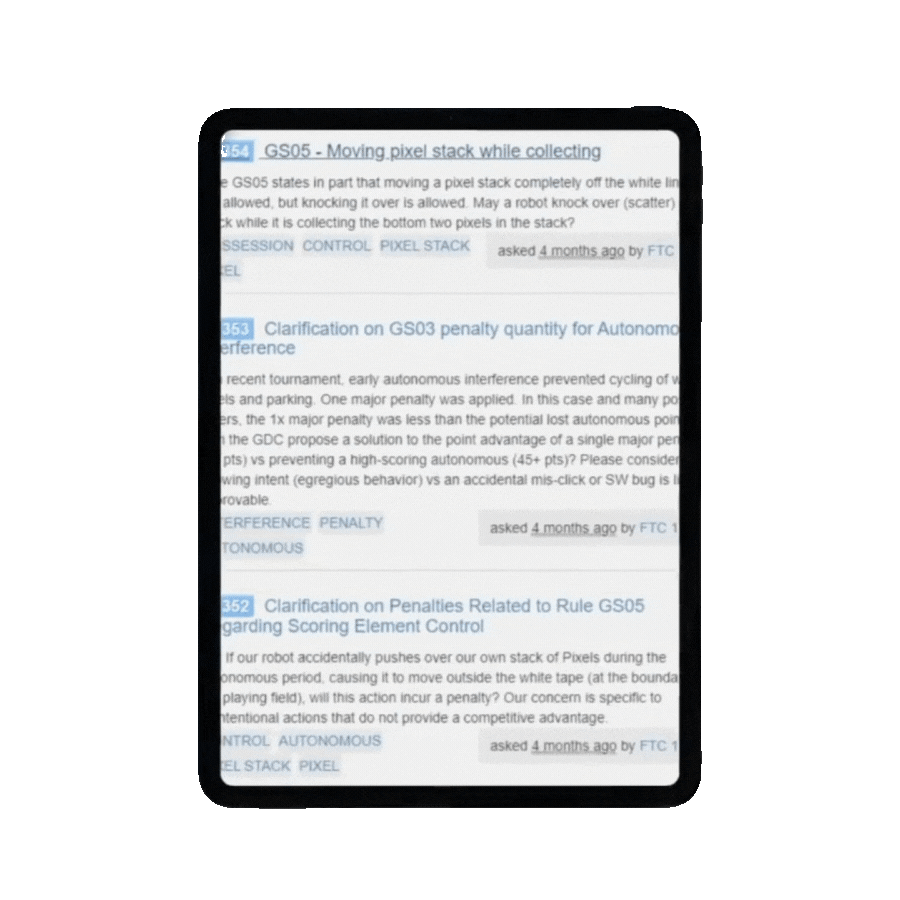 354 GS05 - Moving pixel stack while collecting
e GS05 states in part that moving a pixel stack completely off the white lin
allowed, but knocking it over is allowed. May a robot knock over (scatter)
ck while it is collecting the bottom two pixels in the stack?
SSESSION CONTROL PIXEL STACK
asked 4 months ago by FTC
EL
353 Clarification on GS03 penalty quantity for Autonomo
erference
recent tournament, early autonomous interference prevented cycling of w
els and parking. One major penalty was applied. In this case and many po
ers, the 1x major penalty was less than the potential lost autonomous poin
the GDC propose a solution to the point advantage of a single major pen
pts) vs preventing a high-scoring autonomous (45+ pts)? Please consider
wing intent (egregious behavior) vs an accidental mis-click or SW bug is li
rovable.
ERFERENCE PENALTY
asked 4 months ago by FTC 1
TONOMOUS
352 Clarification on Penalties Related to Rule GS05
garding Scoring Element Control
If our robot accidentally pushes over our own stack of Pixels during the
onomous period, causing it to move outside the white tape (at the bounda
playing field), will this action incur a penalty? Our concern is specific to
ntentional actions that do not provide a competitive advantage.
NTROL AUTONOMOUS
asked 4 months ago by FTC 1
EL STACK PIXEL